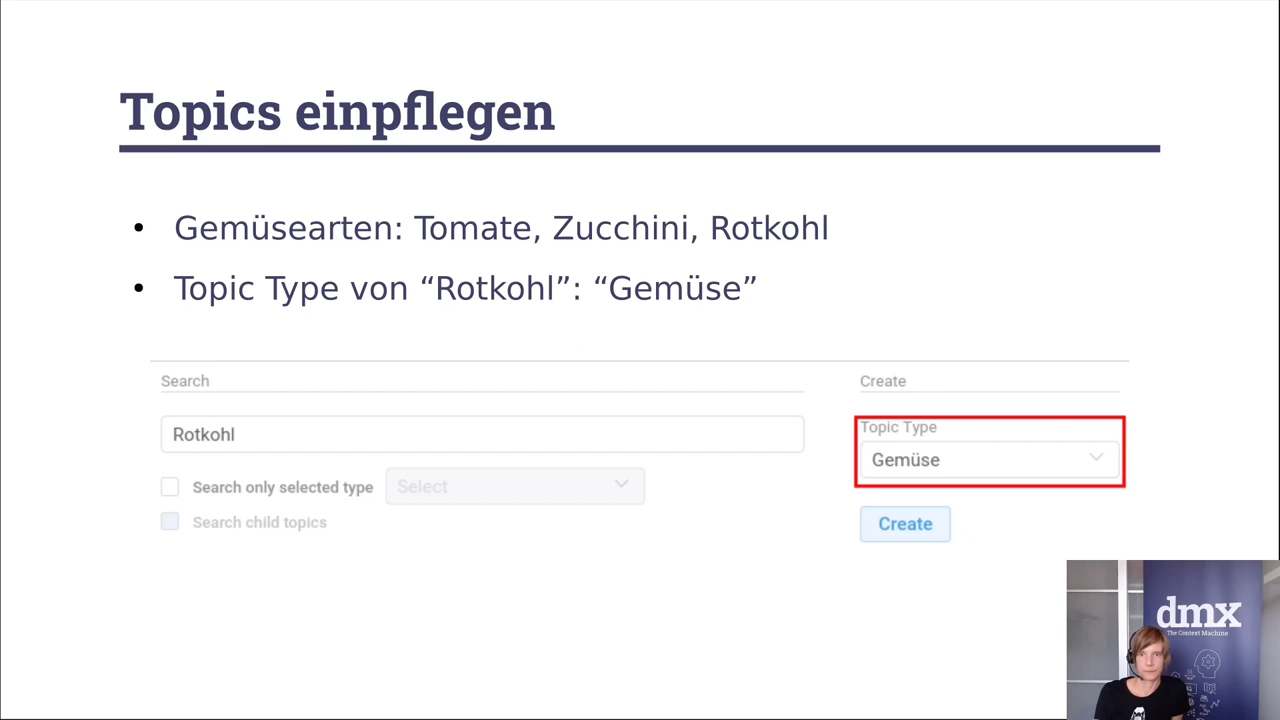 Topics einpflegen
• Gemüsearten: Tomate, Zucchini, Rotkohl
• Topic Type von “Rotkohl”: “Gemüse”
Search
Rotkohl
Search only selected type
Select
Search child topics
Create
Topic Type
Gemüse
Create
dmx
The Context Machine